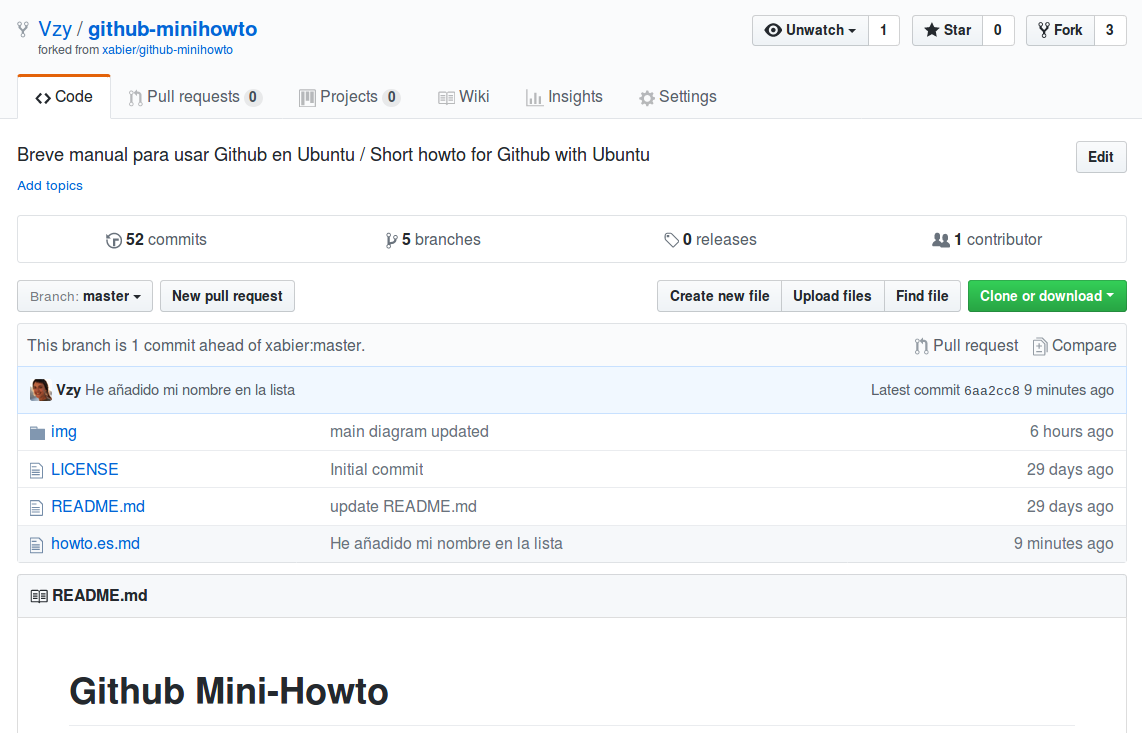 Vzy / github-minihowto
forked from xabier/github-minihowto
Unwatch 1 Star 0 Fork 3
Code Pull requests 0 Projects 0 Wiki Insights Settings
Breve manual para usar Github en Ubuntu / Short howto for Github with Ubuntu
Edit
Add topics
52 commits 5 branches 0 releases 1 contributor
Branch: master New pull request Create new file Upload files Find file Clone or download
This branch is 1 commit ahead of xabier:master. Pull request Compare
Vzy He añadido mi nombre en la lista Latest commit 6aa2cc8 9 minutes ago
img main diagram updated 6 hours ago
LICENSE Initial commit 29 days ago
README.md update README.md 29 days ago
howto.es.md He añadido mi nombre en la lista 9 minutes ago
README.md
Github Mini-Howto